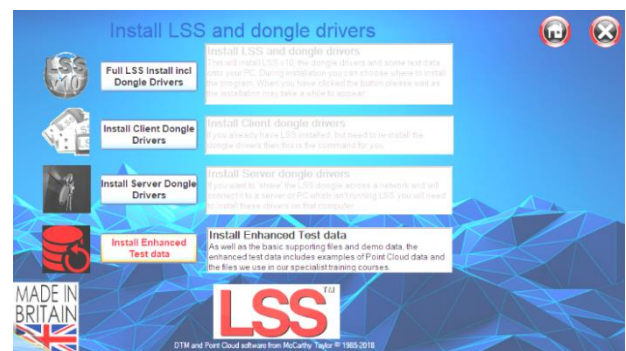 Install LSS and dongle drivers
LSS
v10
Full LSS Install incl
Dongle Drivers
Install LSS and dongle drivers
This will install LSS v10, the dongle drivers and some test data
onto your PC. During installation you can choose where to install
the program. When you have clicked the button please wait as
the installation may take a while to appear.
Install Client Dongle
Drivers
Install Client dongle drivers
If you already have LSS installed, but need to re-install the
dongle drivers then this is the command for you.
Install Server Dongle
Drivers
Install Server dongle drivers
If you want to 'share' the LSS dongle across a network and will
connect it to a server or PC which isn't running LSS you will need
to install these drivers on that computer.
Install Enhanced
Test data
Install Enhanced Test data
As well as the basic supporting files and demo data, the
enhanced test data includes examples of Point Cloud data and
the files we use in our specialist training courses.
MADE IN
BRITAIN
LSS™
DTM and Point Cloud software from McCarthy Taylor © 1985-2018